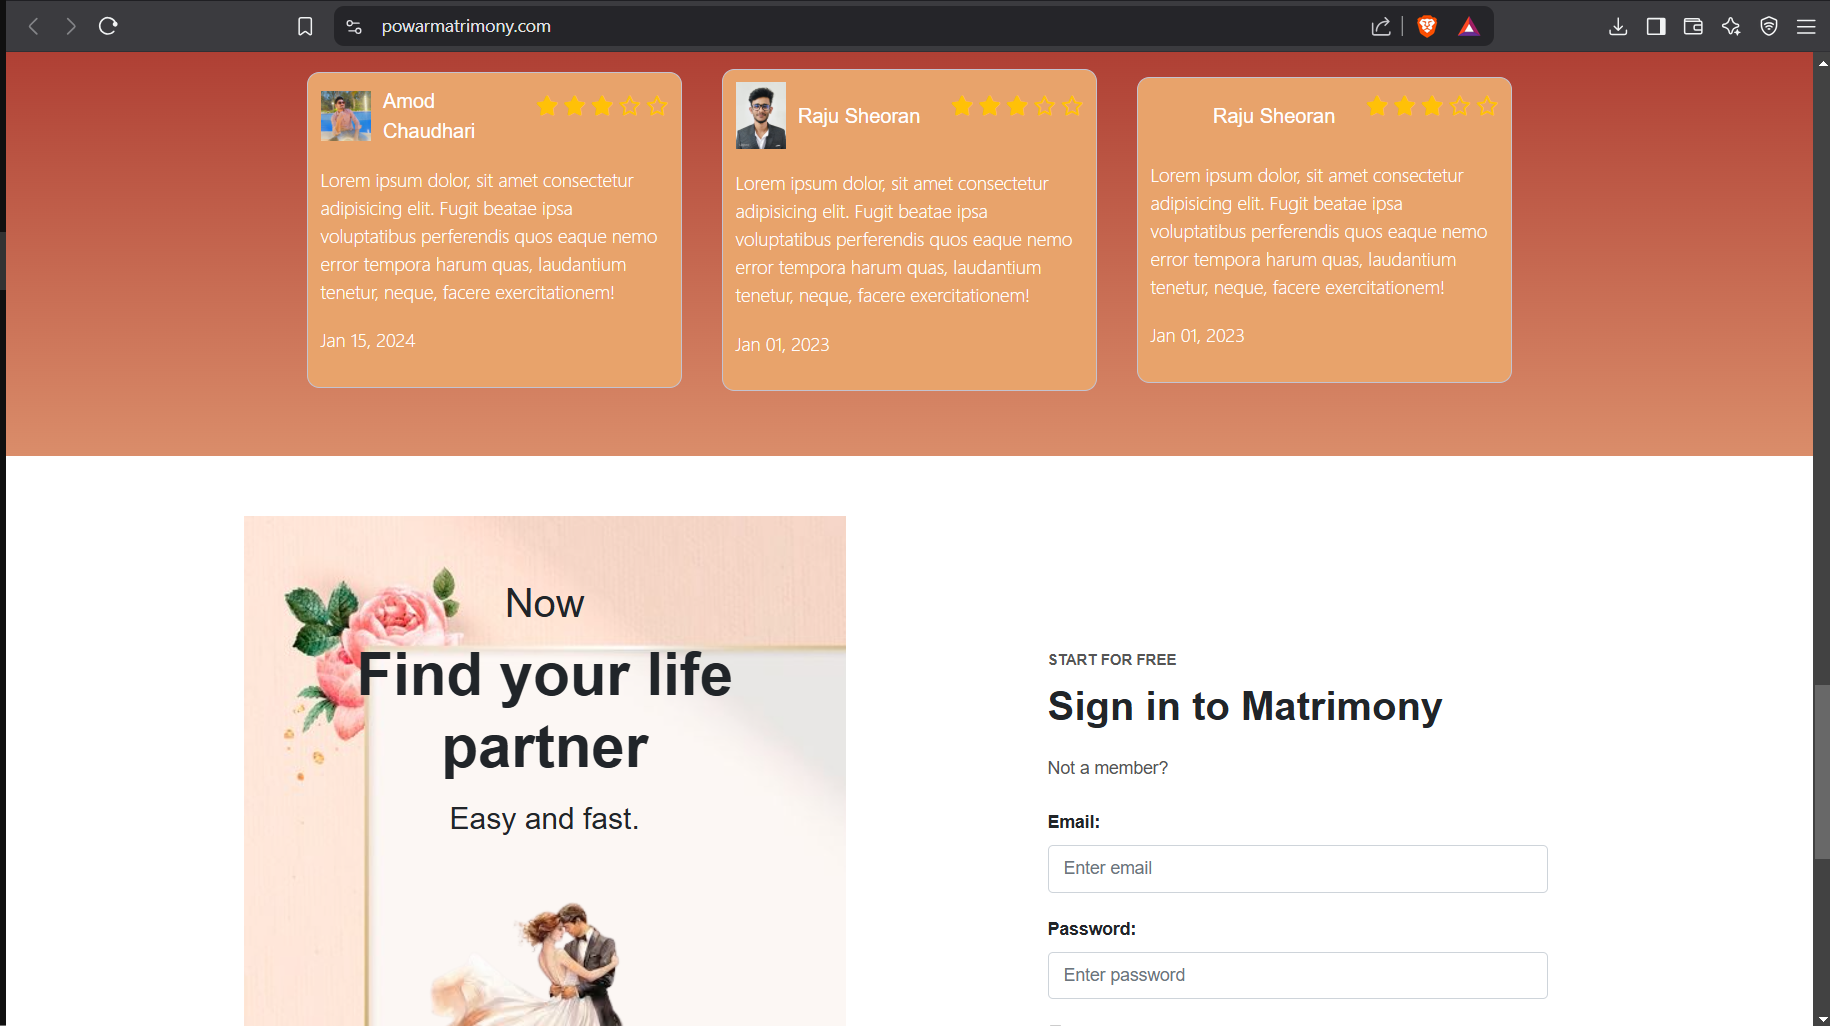 powarmatrimony.com
Amod
Chaudhari
Lorem ipsum dolor, sit amet consectetur
adipisicing elit. Fugit beatae ipsa
voluptatibus perferendis quos eaque nemo
error tempora harum quas, laudantium
tenetur, neque, facere exercitationem!
Jan 15, 2024
Raju Sheoran
Lorem ipsum dolor, sit amet consectetur
adipisicing elit. Fugit beatae ipsa
voluptatibus perferendis quos eaque nemo
error tempora harum quas, laudantium
tenetur, neque, facere exercitationem!
Jan 01, 2023
Raju Sheoran
Lorem ipsum dolor, sit amet consectetur
adipisicing elit. Fugit beatae ipsa
voluptatibus perferendis quos eaque nemo
error tempora harum quas, laudantium
tenetur, neque, facere exercitationem!
Jan 01, 2023
Now
Find your life
partner
Easy and fast.
START FOR FREE
Sign in to Matrimony
Not a member?
Email:
Enter email
Password:
Enter password